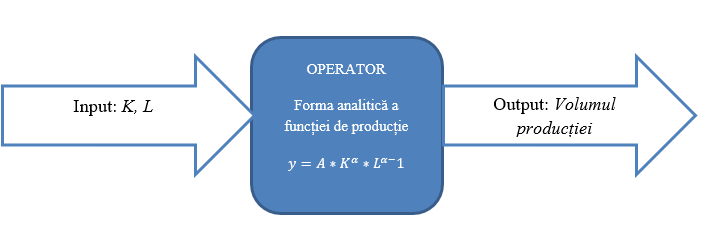 Input: K, L
OPERATOR
Forma analitică a
funcției de producție
y = A ∗ K^α ∗ L^α−1
Output: Volumul
producției